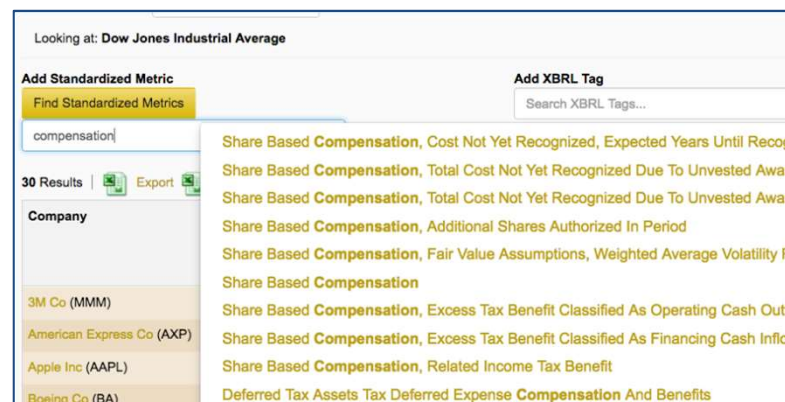 Looking at: Dow Jones Industrial Average
Add Standardized Metric
Add XBRL Tag
Find Standardized Metrics
Search XBRL Tags...
compensation
Share Based Compensation, Cost Not Yet Recognized, Expected Years Until
Share Based Compensation, Total Cost Not Yet Recognized Due To Unvested
Share Based Compensation, Total Cost Not Yet Recognized Due To Unvested
Share Based Compensation, Additional Shares Authorized In Period
Share Based Compensation, Fair Value Assumptions, Weighted Average Volatility
Share Based Compensation
Share Based Compensation, Excess Tax Benefit Classified As Operating Cash
Share Based Compensation, Excess Tax Benefit Classified As Financing Cash
Share Based Compensation, Related Income Tax Benefit
Deferred Tax Assets Tax Deferred Expense Compensation And Benefits
30 Results | Export
Company
3M Co (MMM)
American Express Co (AXP)
Apple Inc (AAPL)
Boeing Co (BA)